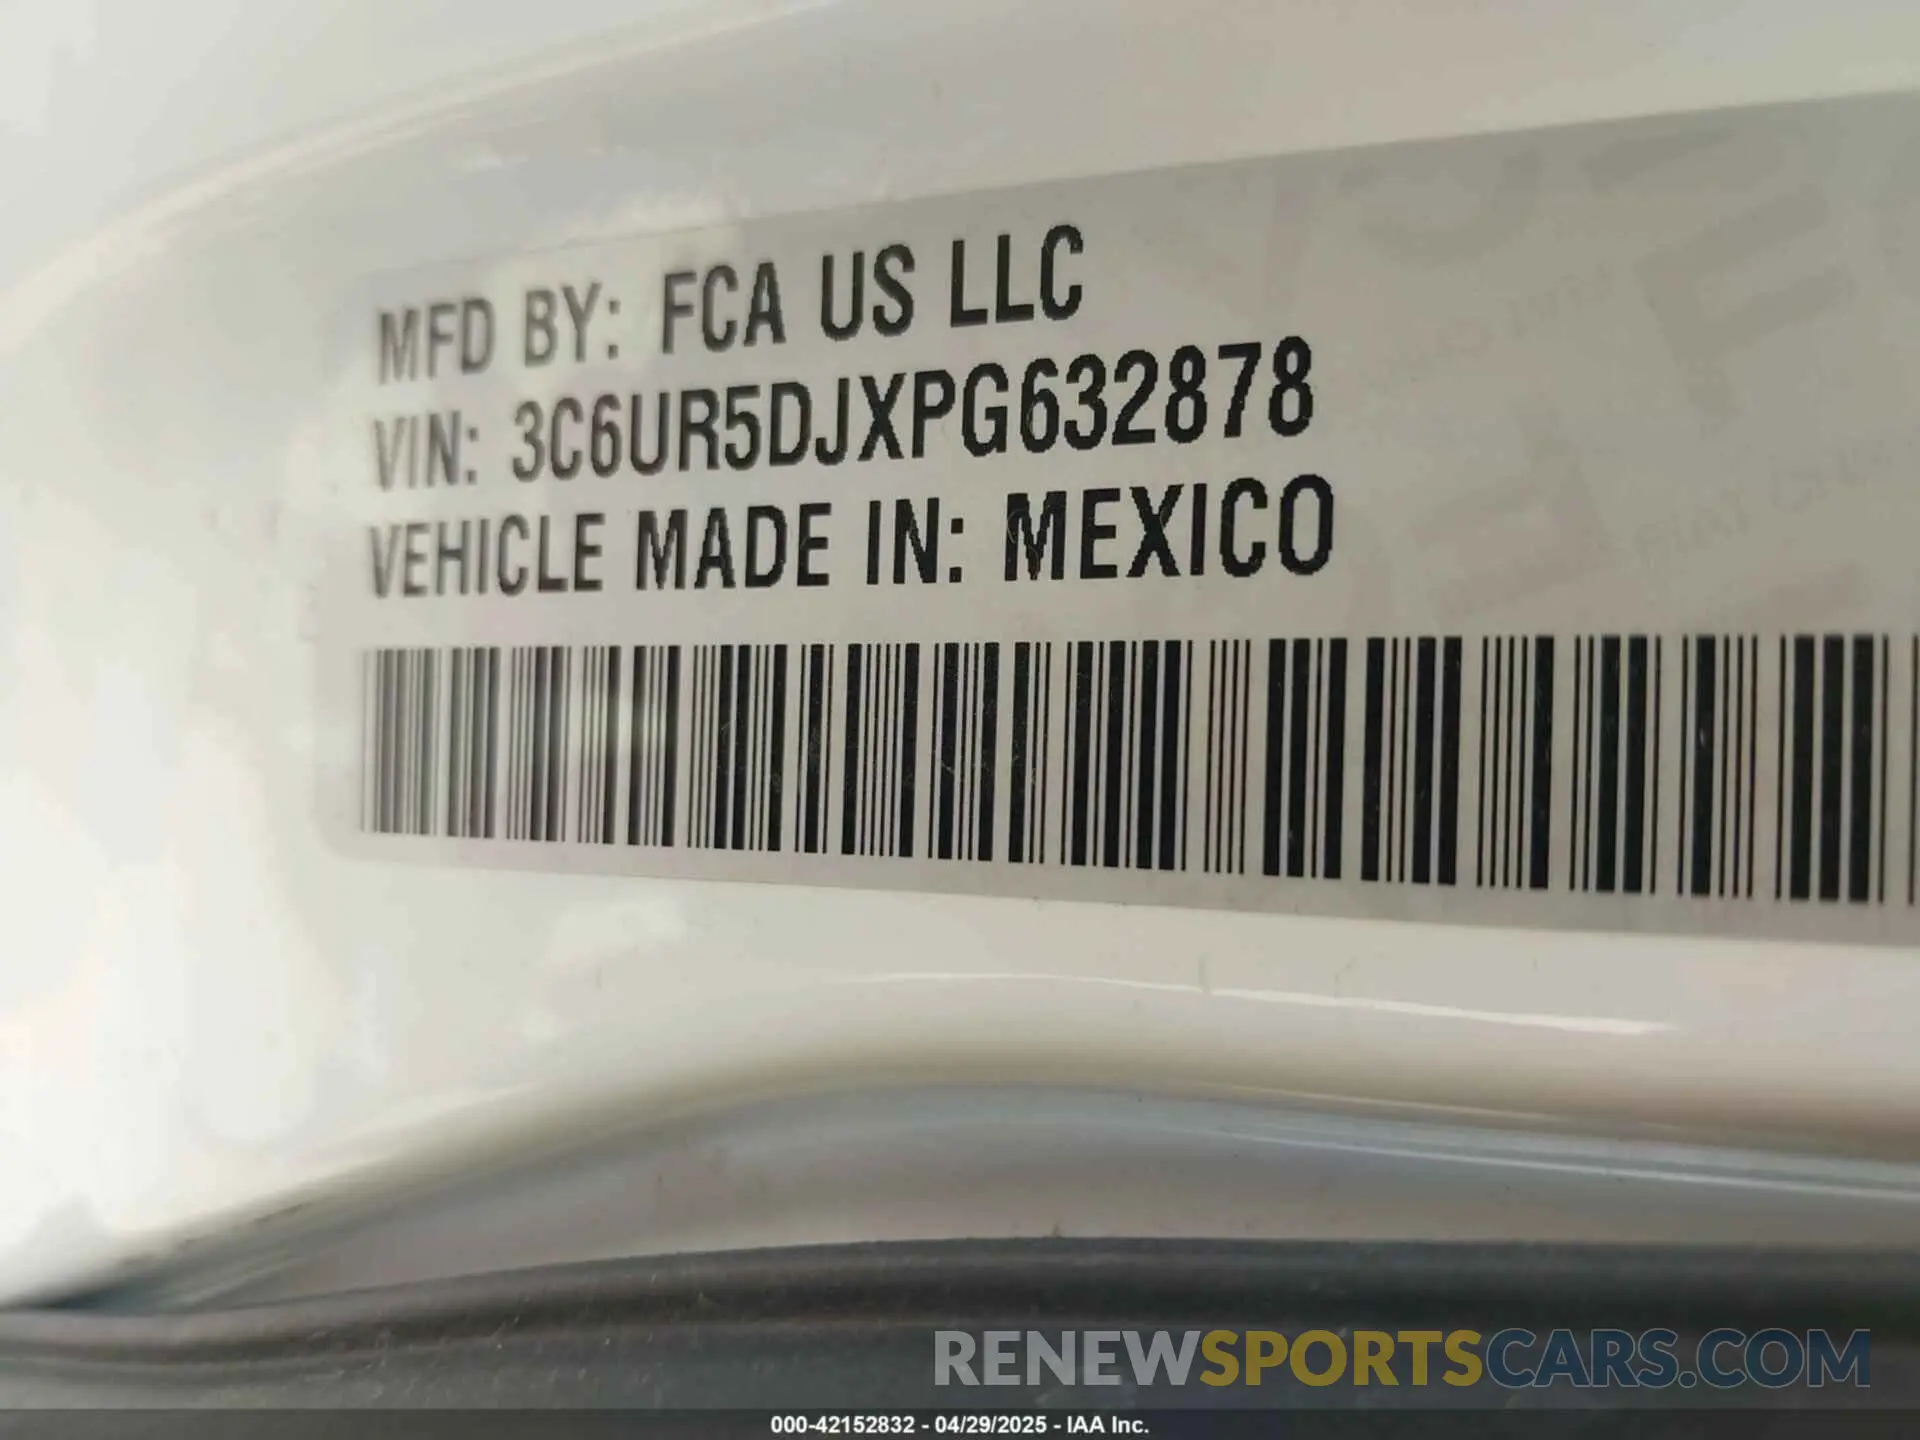 MFD BY: FCA US LLC
VIN: 3C6UR5DJXPG632878
VEHICLE MADE IN: MEXICO
RENEWSPORTSCARS.COM
000-42152832 - 04/29/2025 - IAA Inc.